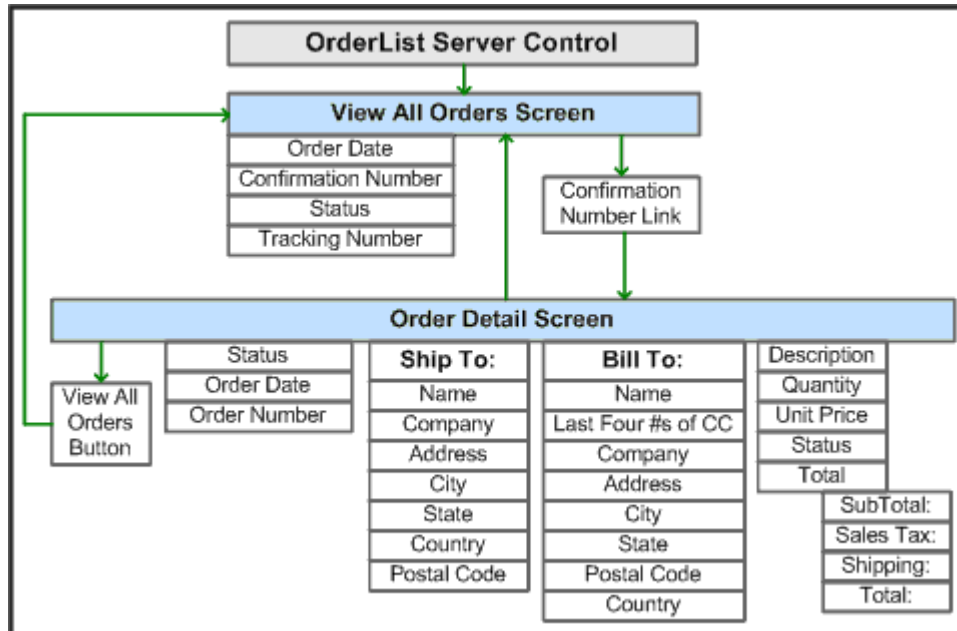 OrderList Server Control
View All Orders Screen
Order Date
Confirmation Number
Status
Tracking Number
Confirmation
Number Link
Order Detail Screen
View All
Orders
Button
Status
Order Date
Order Number
Ship To:
Name
Company
Address
City
State
Country
Postal Code
Bill To:
Name
Last Four #s of CC
Company
Address
City
State
Postal Code
Country
Description
Quantity
Unit Price
Status
Total
SubTotal:
Sales Tax:
Shipping:
Total: